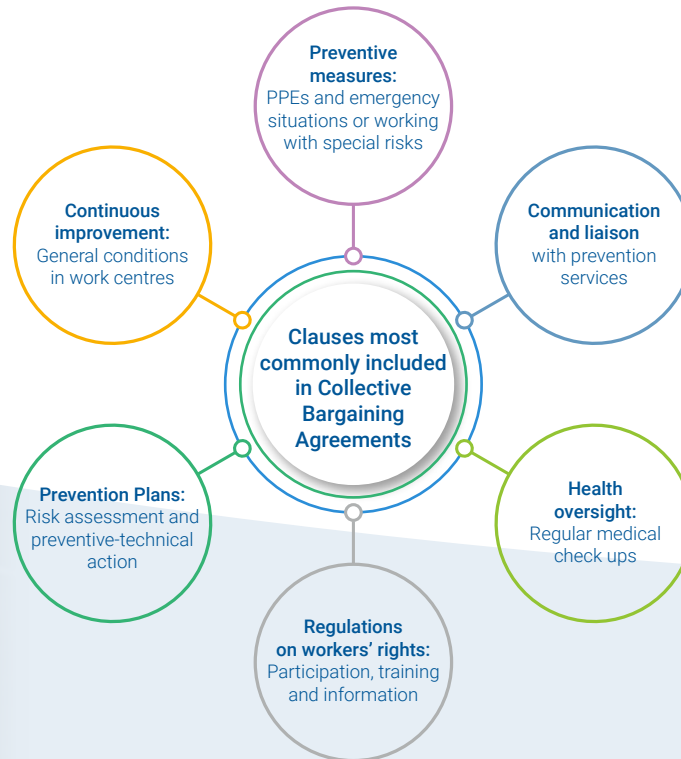 Preventive
measures:
PPEs and emergency
situations or working
with special risks
Continuous
improvement:
General conditions
in work centres
Communication
and liaison
with prevention
services
Clauses most
commonly included
in Collective
Bargaining
Agreements
Prevention Plans:
Risk assessment and
preventive-technical
action
Health
oversight:
Regular medical
check ups
Regulations
on workers’ rights:
Participation, training
and information